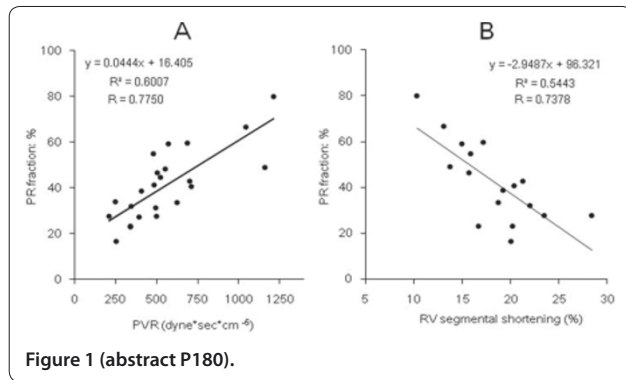 A
y = 0.0444x + 16.405
R² = 0.6007
R = 0.7750
PR fraction: %
100
80
60
40
20
0
0 250 500 750 1000 1250
PVR (dyne*sec*cm⁻⁶)
B
y = -2.9487x + 96.321
R² = 0.5443
R = 0.7378
PR fraction: %
100
80
60
40
20
0
5 10 15 20 25 30
RV segmental shortening (%)
Figure 1 (abstract P180).